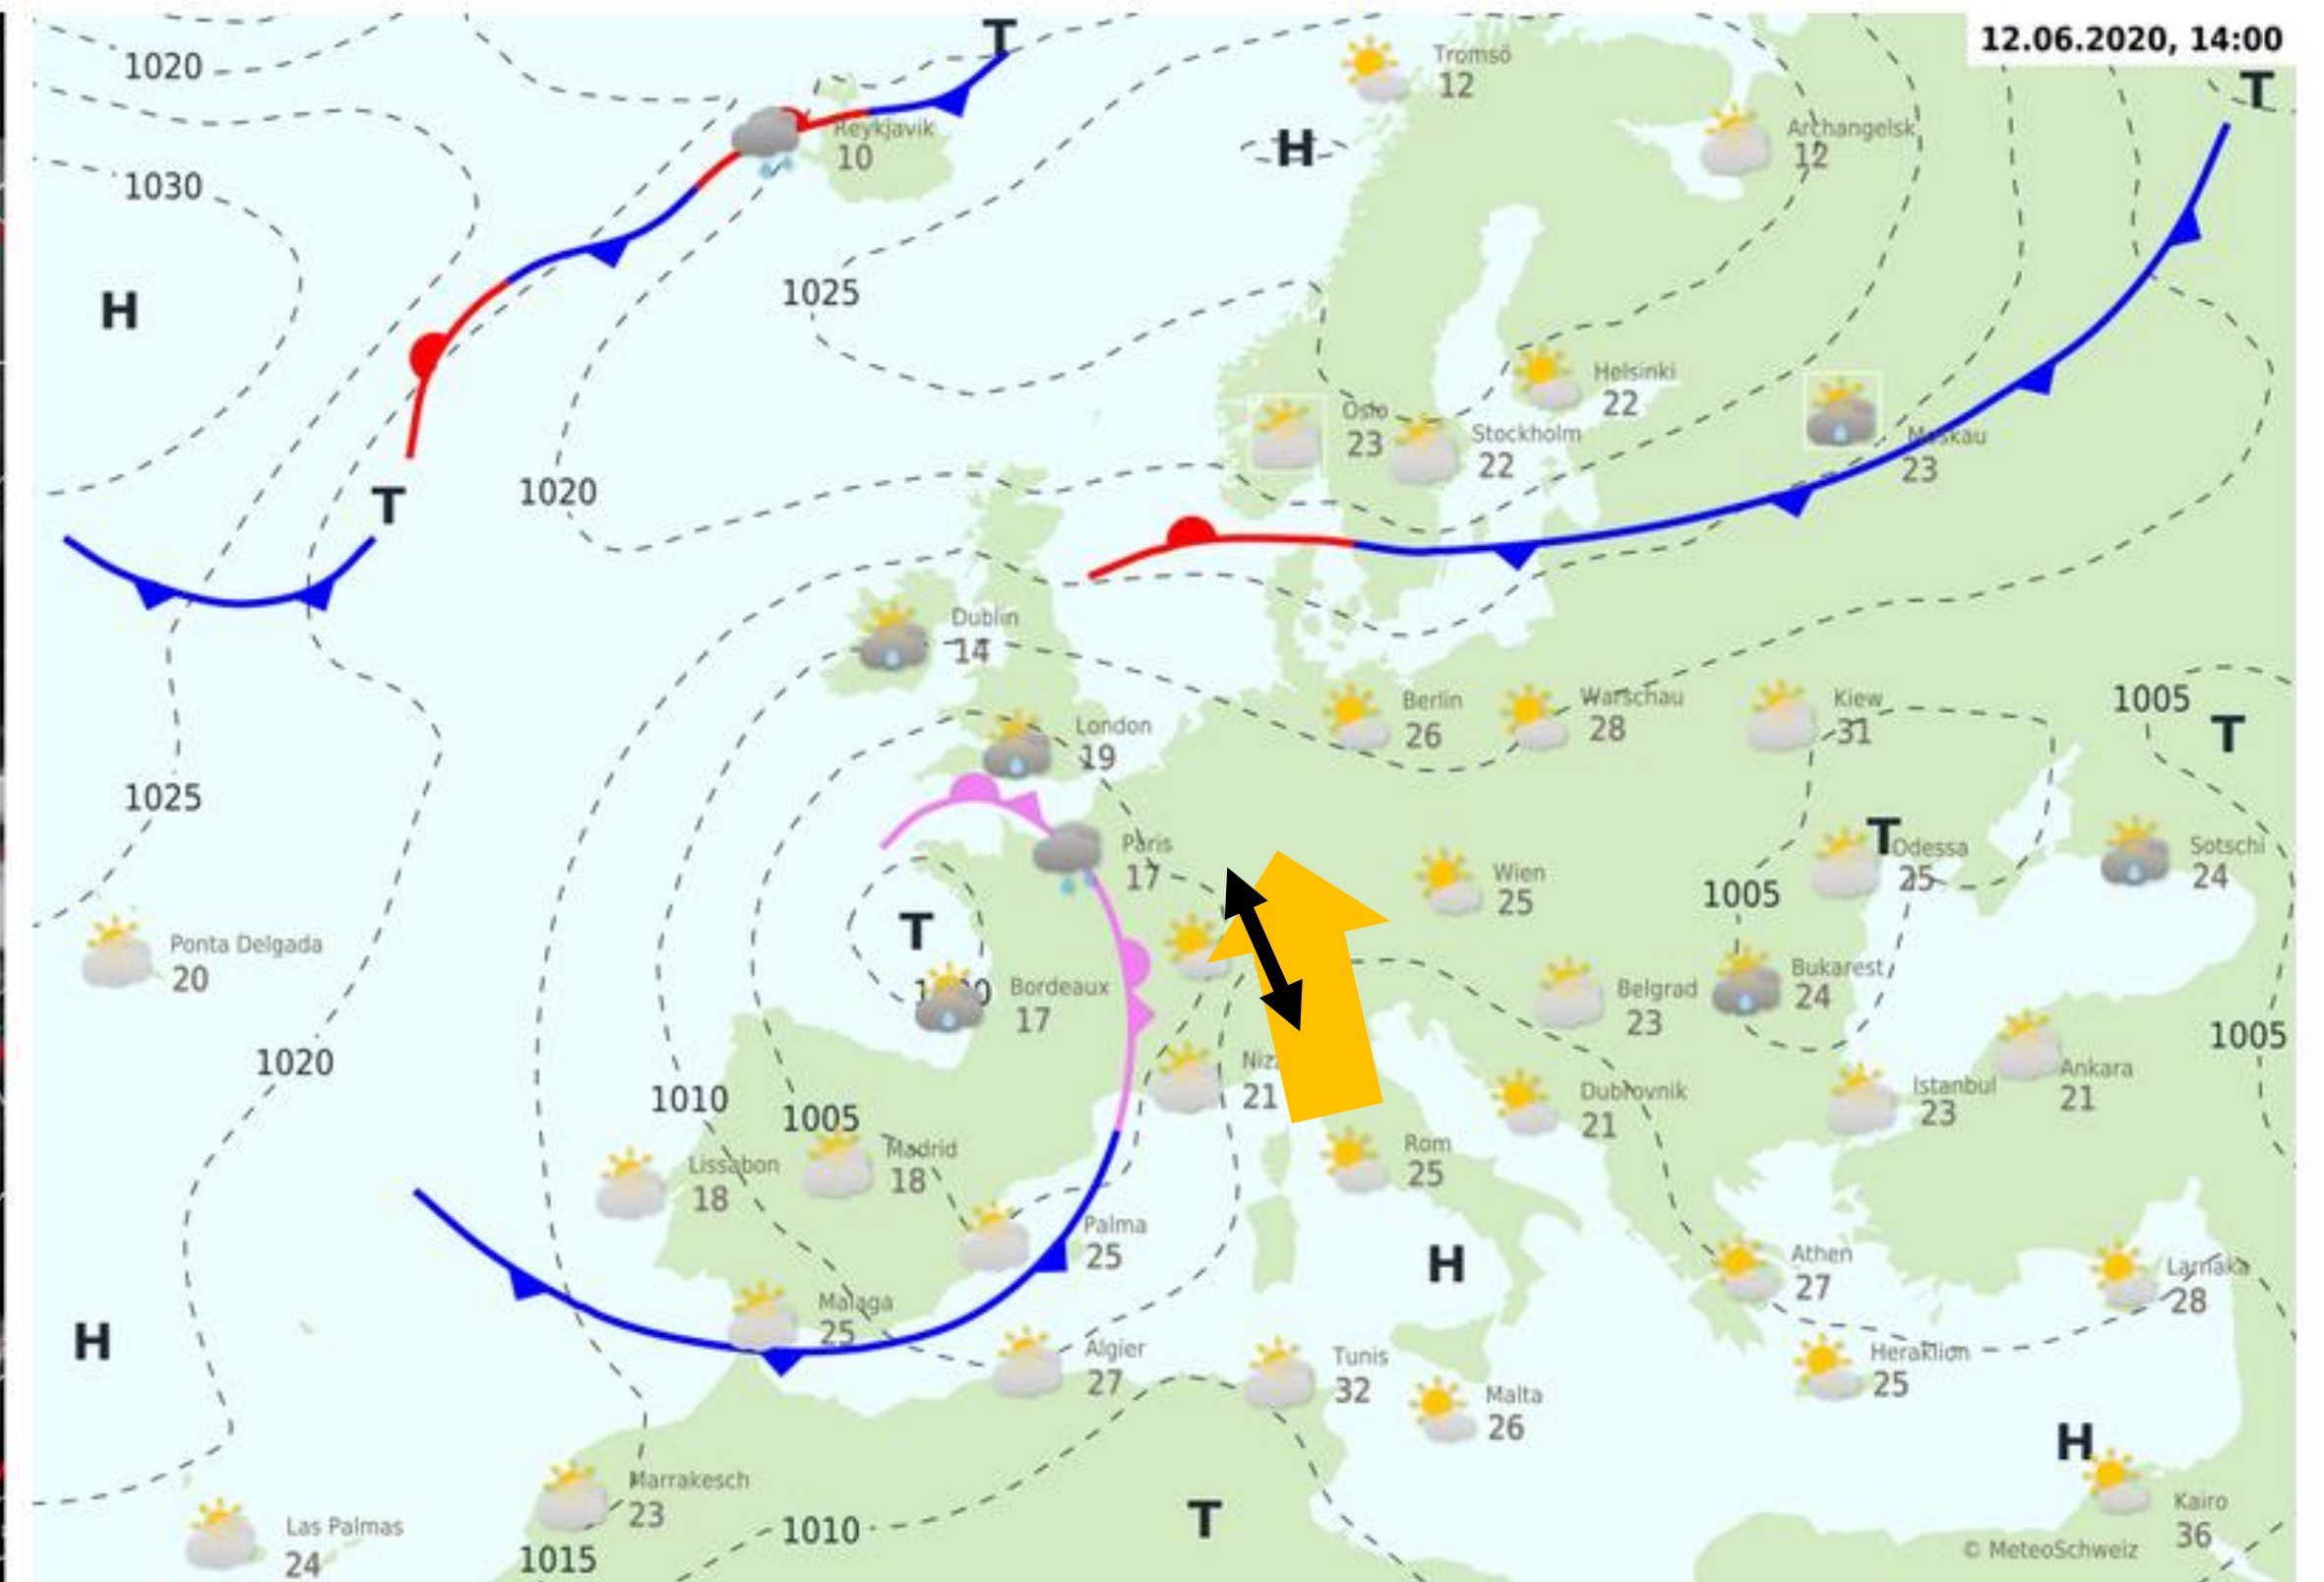 12.06.2020, 14:00
T
1020
Tromsö
12
T
Reykjavik
10
H
Archangelsk
12
1030
1025
H
Oslo
23
Helsinki
22
Stockholm
22
Moskau
23
1020
T
Dublin
14
London
19
Berlin
26
Warschau
28
Kiew
31
1005
T
1025
Paris
17
Wien
25
T
Odessa
25
Sotschi
24
1005
Ponta Delgada
20
T
Bordeaux
17
Belgrad
23
Bukarest
24
1020
1010
1005
Niz
21
Dubrovnik
21
Istanbul
23
Ankara
21
1005
Lissabon
18
Madrid
18
Rom
25
Palma
25
H
Athen
27
Larnaka
28
H
Malaga
25
Algier
27
Tunis
32
Malta
26
Heraklion
25
H
Marrakesch
23
Las Palmas
24
1015
1010
T
Kairo
36
© MeteoSchweiz